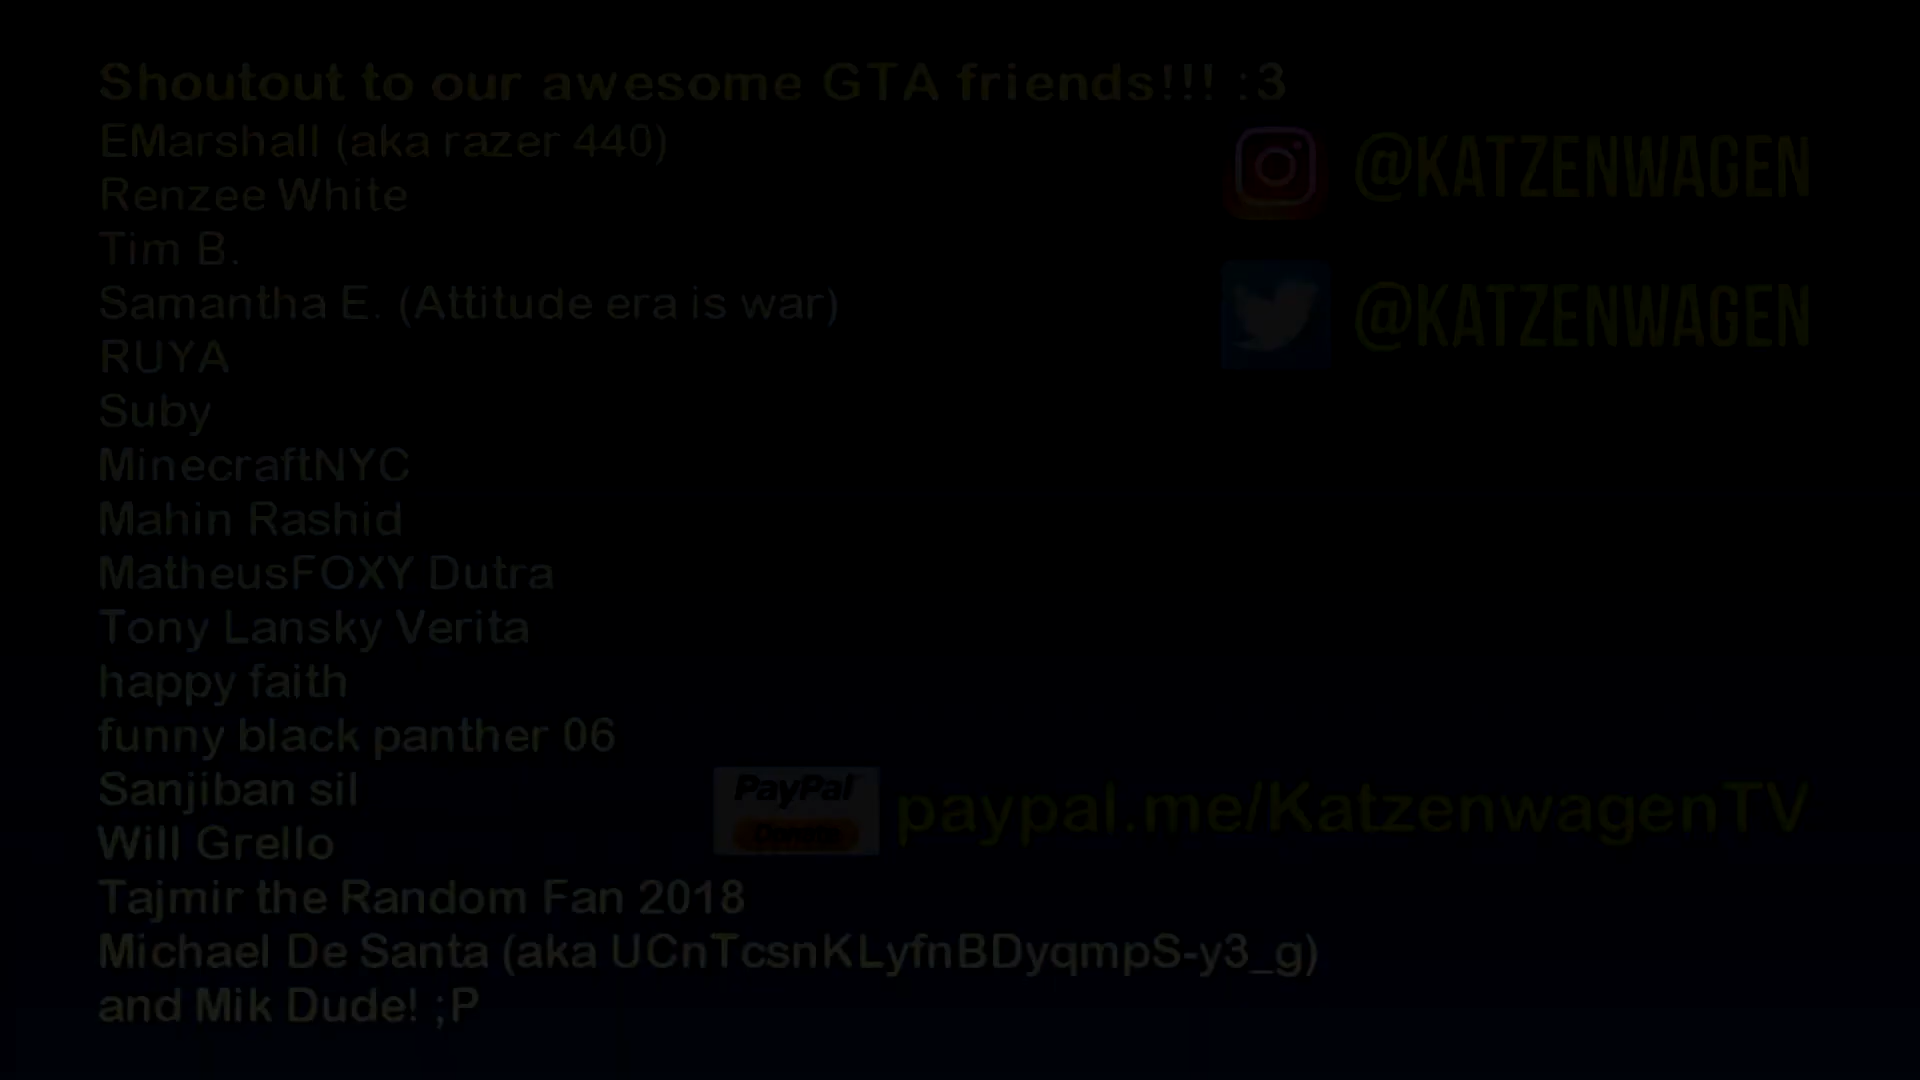 Shoutout to our awesome GTA friends!!! :3
EMarshall (aka razer 440)
Renzee White
Tim B.
Samantha E. (Attitude era is war)
RUYA
Suby
MinecraftNYC
Mahin Rashid
MatheusFOXY Dutra
Tony Lansky Verita
happy faith
funny black panther 06
Sanjiban sil
Will Grello
Tajmir the Random Fan 2018
Michael De Santa (aka UCnTcsnKLyfnBDyqmpS-y3_g)
and Mik Dude! ;P
@KATZENWAGEN
@KATZENWAGEN
PayPal
Donate
paypal.me/KatzenwagenTV